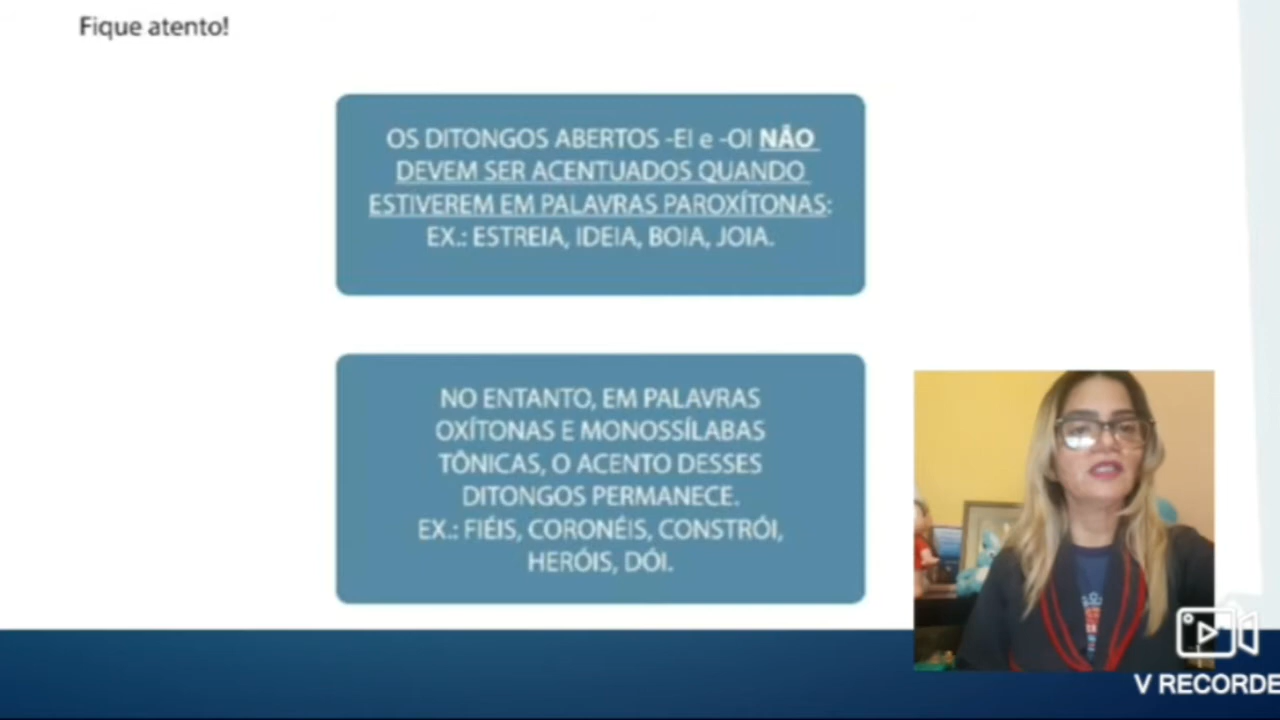 Fique atento!
OS DITONGOS ABERTOS -EI e -OI NÃO
DEVEM SER ACENTUADOS QUANDO
ESTIVEREM EM PALAVRAS PAROXÍTONAS:
EX.: ESTREIA, IDEIA, BOIA, JOIA.
NO ENTANTO, EM PALAVRAS
OXÍTONAS E MONOSSÍLABAS
TÔNICAS, O ACENTO DESSES
DITONGOS PERMANECE.
EX.: FIÉIS, CORONÉIS, CONSTRÓI,
HERÓIS, DÓI.
V RECORDE